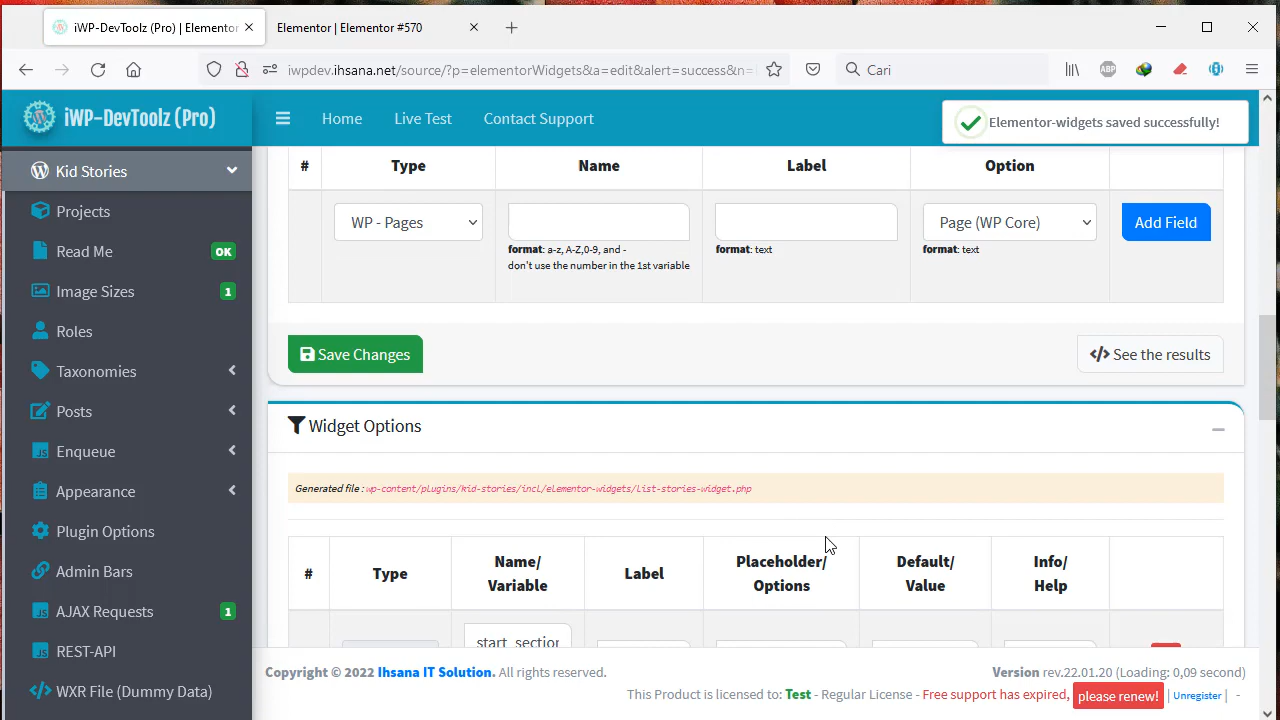 iWP-DevToolz (Pro) | Elementor
Elementor | Elementor #570
iwpdev.ihsana.net/source/?p=elementorWidgets&a=edit&alert=success&n=
Cari
ABP
iWP-DevToolz (Pro)
Home
Live Test
Contact Support
Elementor-widgets saved successfully!
Kid Stories
Projects
Read Me
OK
Image Sizes
1
Roles
Taxonomies
Posts
Enqueue
Appearance
Plugin Options
Admin Bars
AJAX Requests
1
REST-API
WXR File (Dummy Data)
# Type Name Label Option
WP - Pages
Page (WP Core)
Add Field
format: a-z, A-Z,0-9, and -
don't use the number in the 1st variable
format: text
format: text
Save Changes
See the results
Widget Options
Generated file : wp-content/plugins/kid-stories/incl/elementor-widgets/list-stories-widget.php
# Type Name/ Variable Label Placeholder/ Options Default/ Value Info/ Help
start_section
Copyright © 2022 Ihsana IT Solution. All rights reserved.
Version rev.22.01.20 (Loading: 0,09 second)
This Product is licensed to: Test - Regular License - Free support has expired, please renew! | Unregister | -